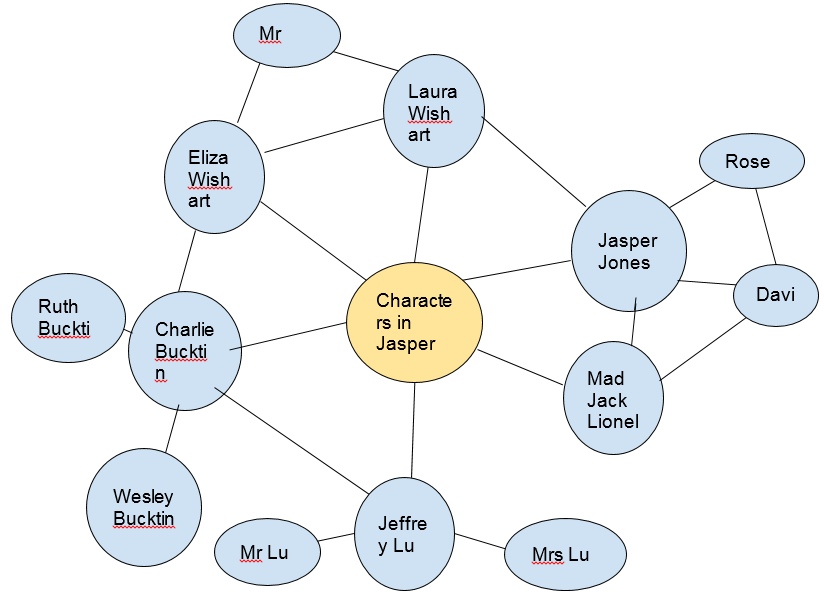 Mr
Laura
Wish
art
Eliza
Wish
art
Rose
Jasper
Jones
Davi
Ruth
Buckti
Characte
rs in
Jasper
Charlie
Buckti
n
Mad
Jack
Lionel
Wesley
Bucktin
Jeffre
y Lu
Mr Lu
Mrs Lu